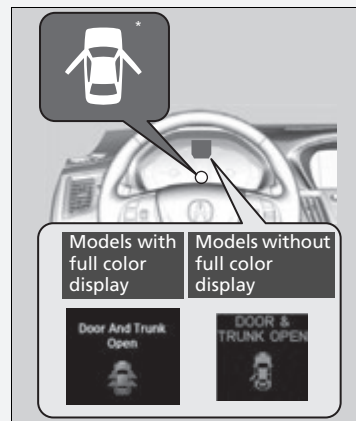 *
Models with
full color
display
Models without
full color
display
Door And Trunk
Open
DOOR &
TRUNK OPEN